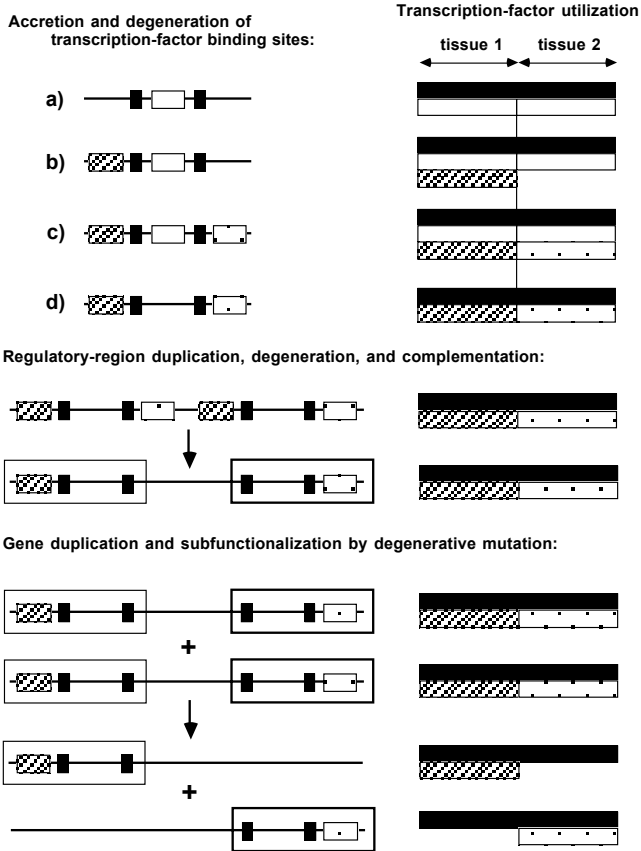 Accretion and degeneration of
transcription-factor binding sites:
Transcription-factor utilization
tissue 1
tissue 2
a)
b)
c)
d)
Regulatory-region duplication, degeneration, and complementation:
Gene duplication and subfunctionalization by degenerative mutation:
+
+